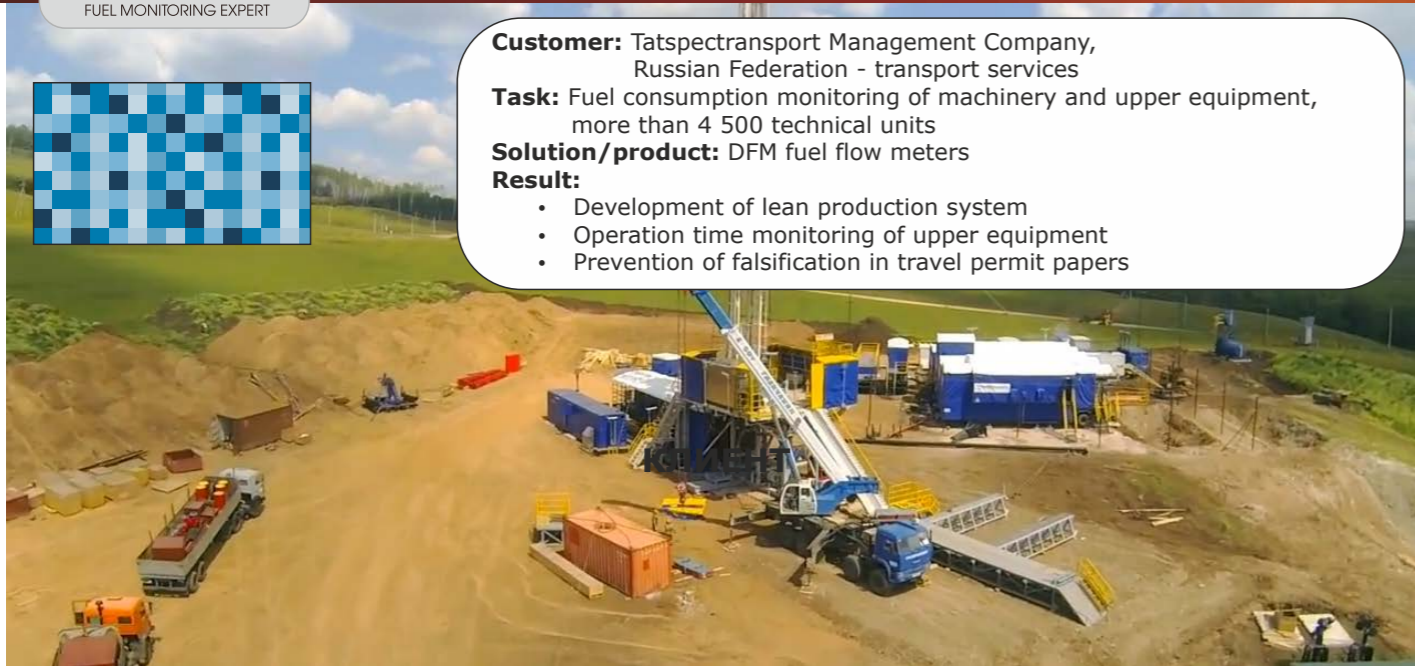 FUEL MONITORING EXPERT
Customer: Tatspectransport Management Company,
Russian Federation - transport services
Task: Fuel consumption monitoring of machinery and upper equipment,
more than 4 500 technical units
Solution/product: DFM fuel flow meters
Result:
• Development of lean production system
• Operation time monitoring of upper equipment
• Prevention of falsification in travel permit papers
КЛИЕНТ